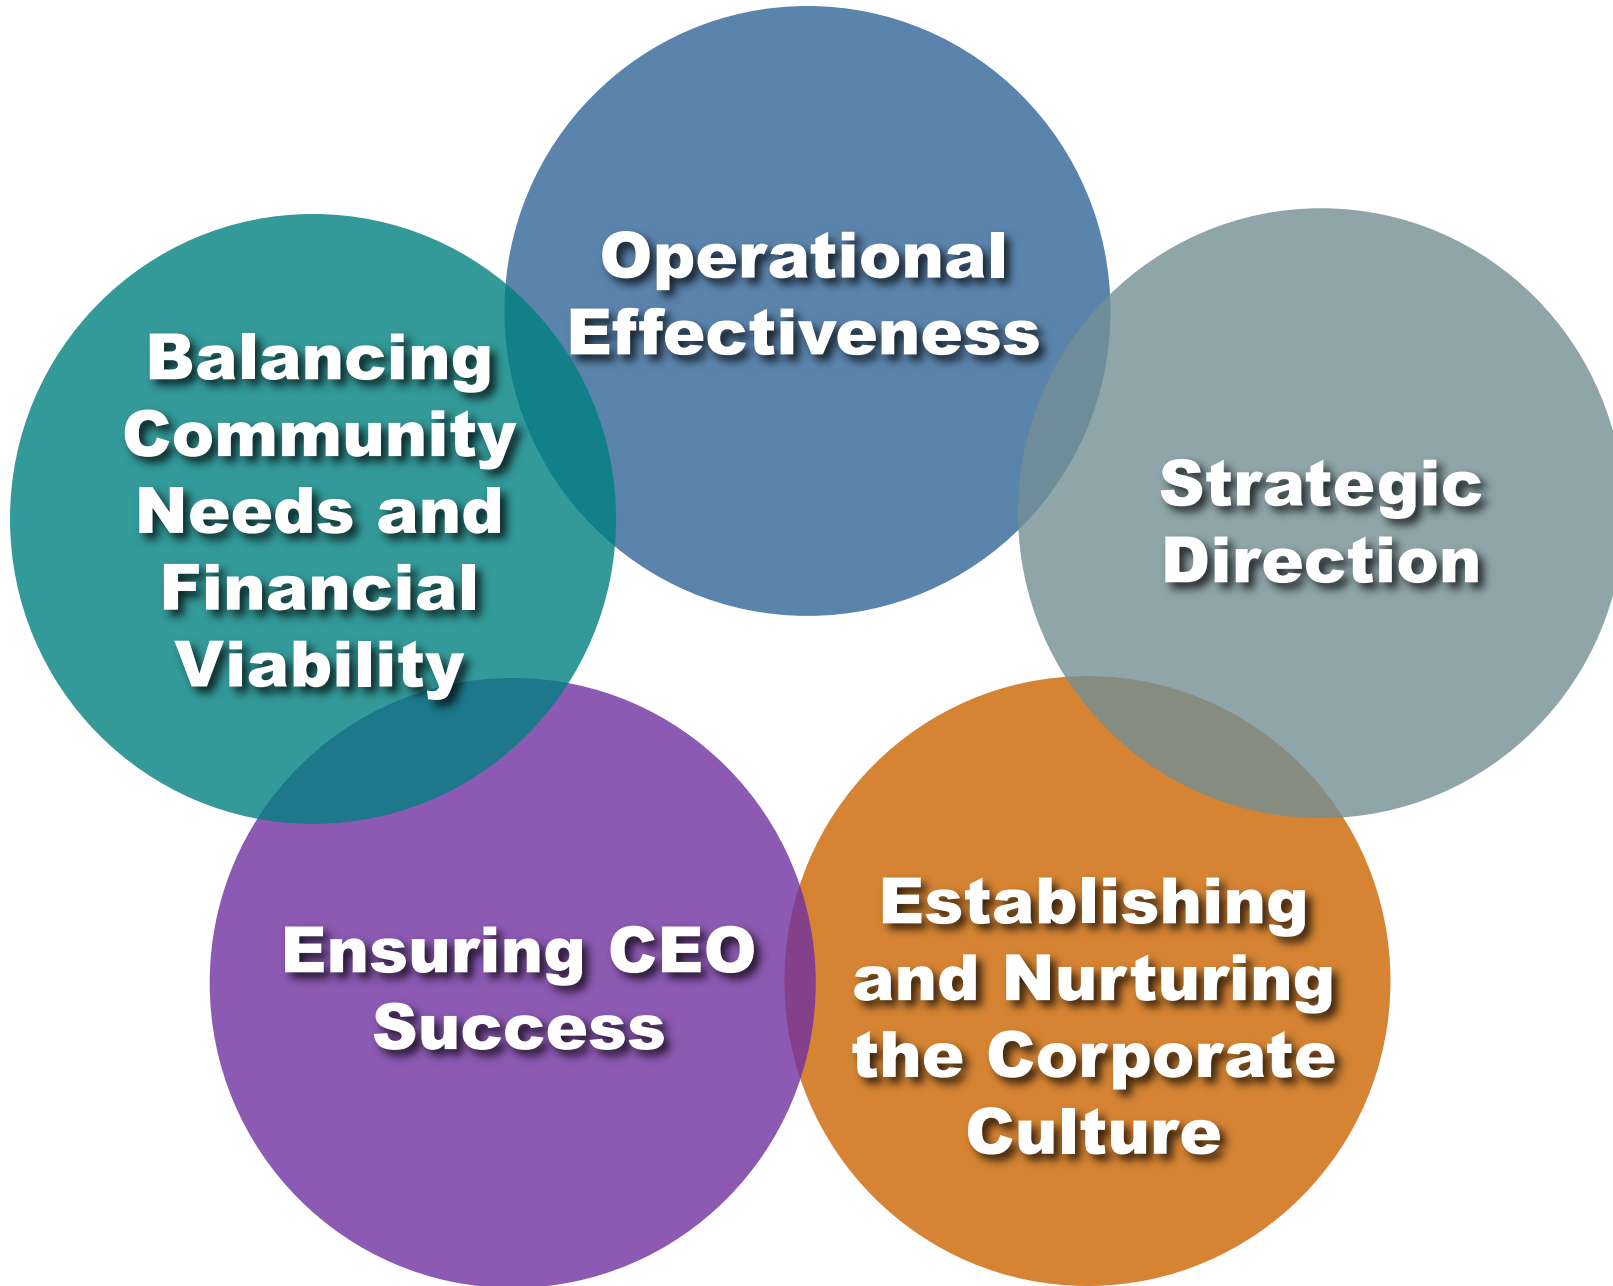 Operational
Effectiveness
Balancing
Community
Needs and
Financial
Viability
Strategic
Direction
Ensuring CEO
Success
Establishing
and Nurturing
the Corporate
Culture